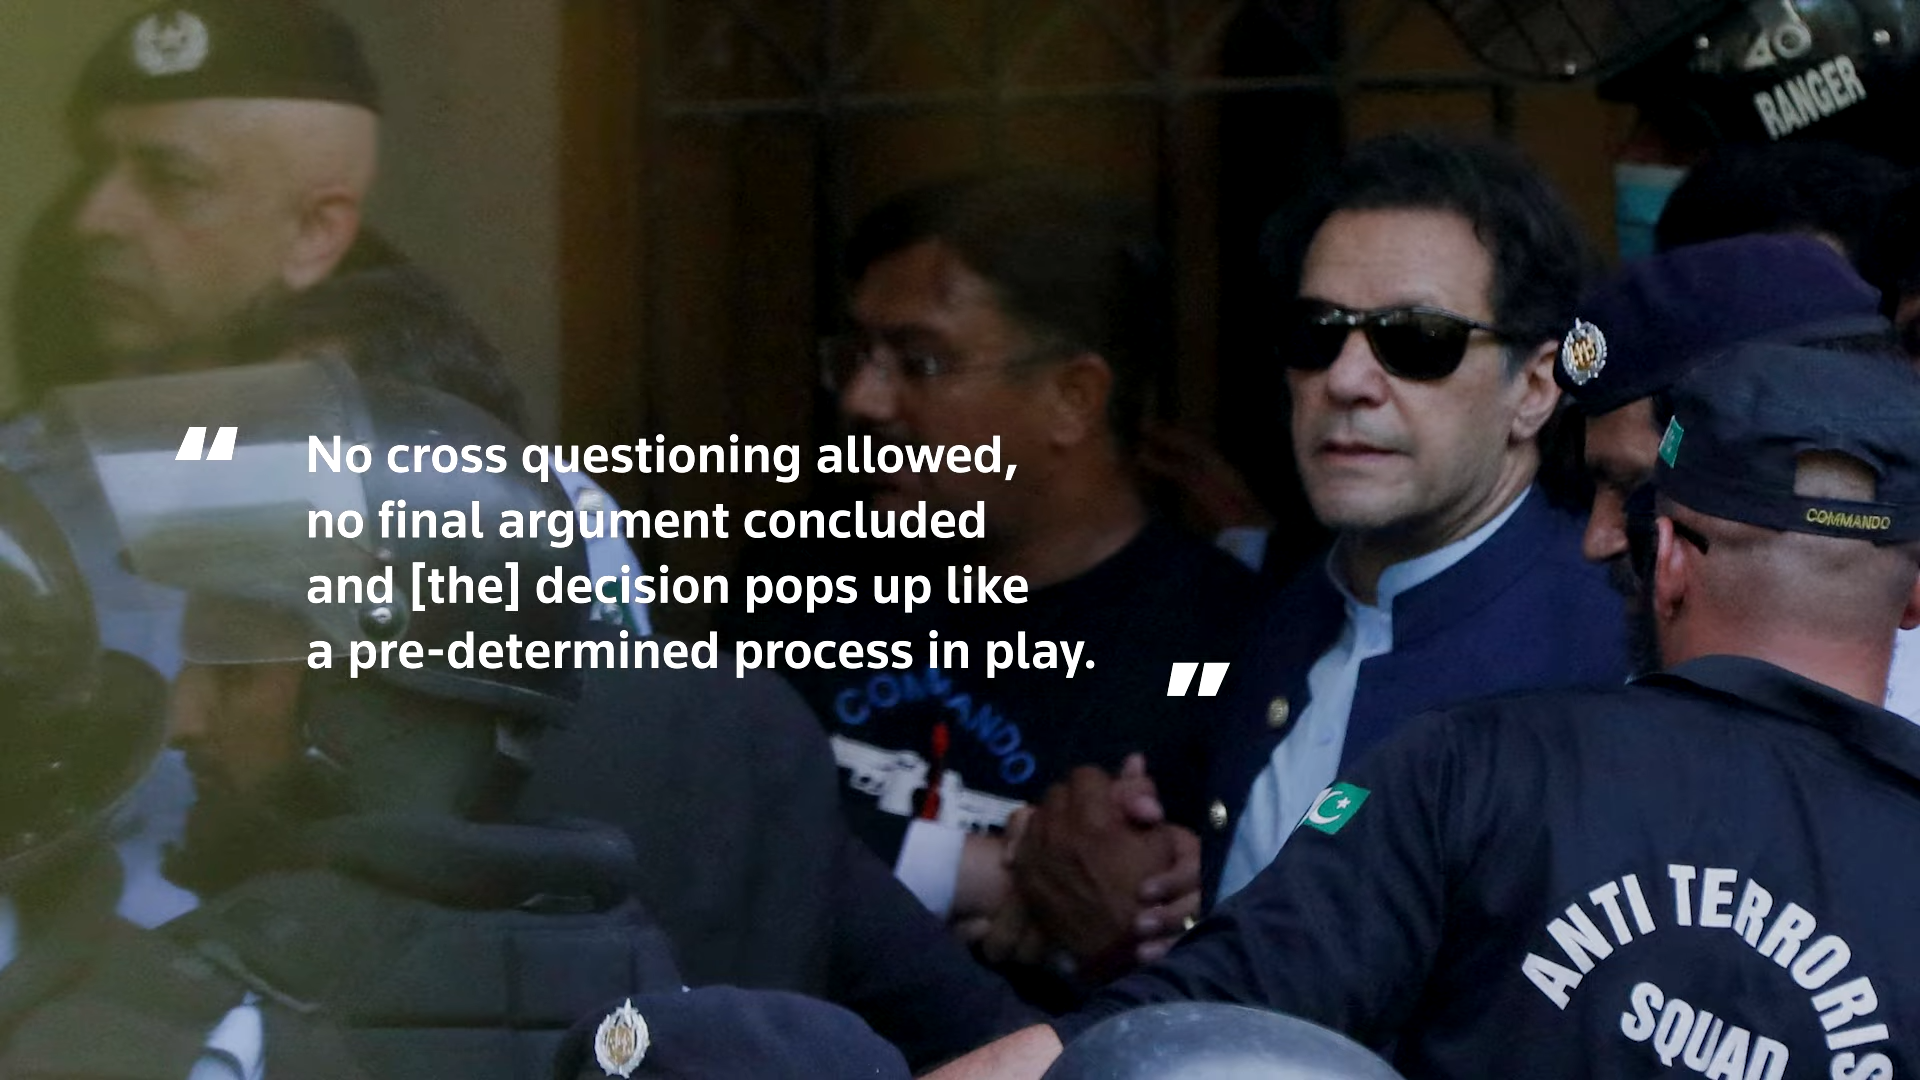 RANGER
COMMANDO
“ No cross questioning allowed,
no final argument concluded
and [the] decision pops up like
a pre-determined process in play. ”
COMMANDO
ANTI TERRORIS
SQUAD